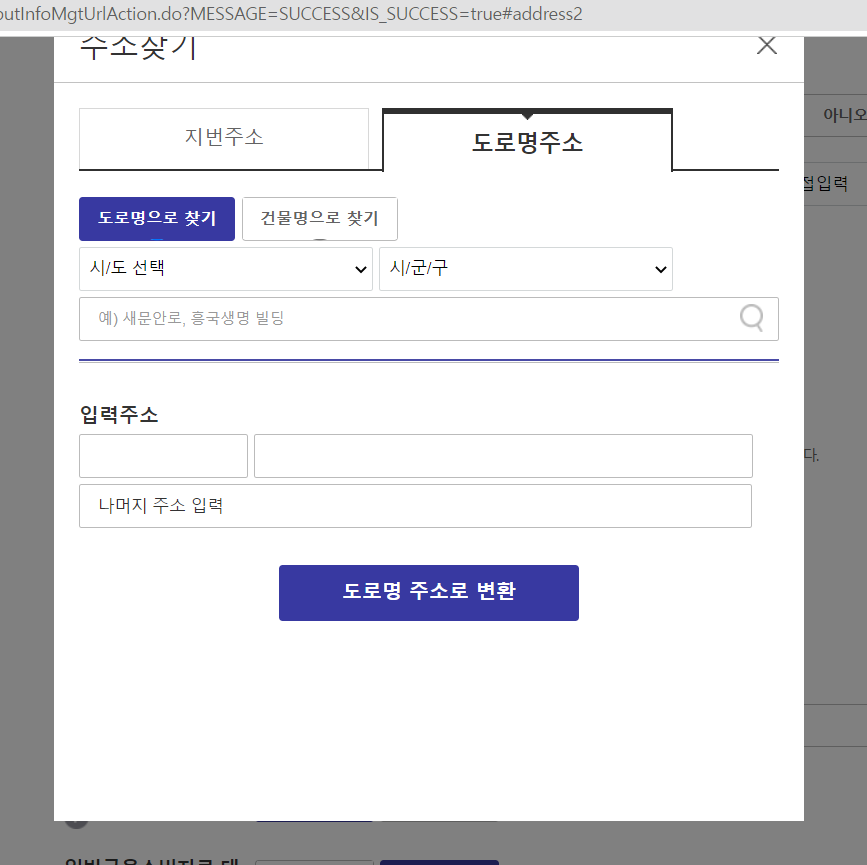 outInfoMgtUrlAction.do?MESSAGE=SUCCESS&IS_SUCCESS=true#address2
주소찾기
아니오
지번주소
도로명주소
접입력
도로명으로 찾기
건물명으로 찾기
시/도 선택
시/군/구
예) 새문안로, 흥국생명 빌딩
입력주소
다.
나머지 주소 입력
도로명 주소로 변환